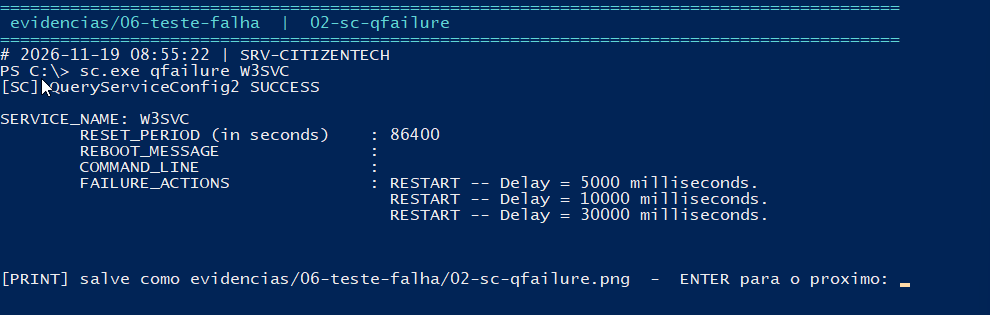 ==========================================================================================
evidencias/06-teste-falha | 02-sc-qfailure
==========================================================================================
# 2026-11-19 08:55:22 | SRV-CITIZENTECH
PS C:\> sc.exe qfailure W3SVC
[SC] QueryServiceConfig2 SUCCESS
SERVICE_NAME: W3SVC
RESET_PERIOD (in seconds) : 86400
REBOOT_MESSAGE :
COMMAND_LINE :
FAILURE_ACTIONS : RESTART -- Delay = 5000 milliseconds.
RESTART -- Delay = 10000 milliseconds.
RESTART -- Delay = 30000 milliseconds.
[PRINT] salve como evidencias/06-teste-falha/02-sc-qfailure.png - ENTER para o proximo: